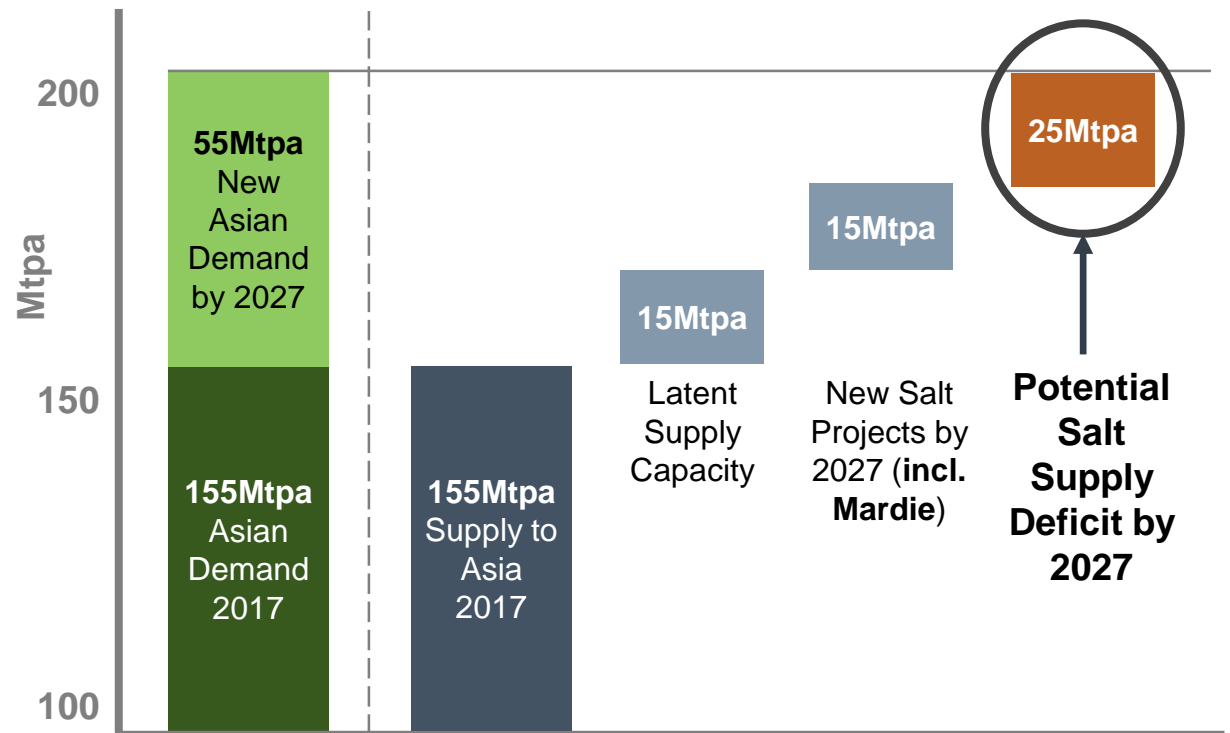 Mtpa
200
150
100
55Mtpa
New
Asian
Demand
by 2027
155Mtpa
Asian
Demand
2017
155Mtpa
Supply to
Asia
2017
15Mtpa
Latent
Supply
Capacity
15Mtpa
New Salt
Projects by
2027 (incl.
Mardie)
25Mtpa
Potential
Salt
Supply
Deficit by
2027